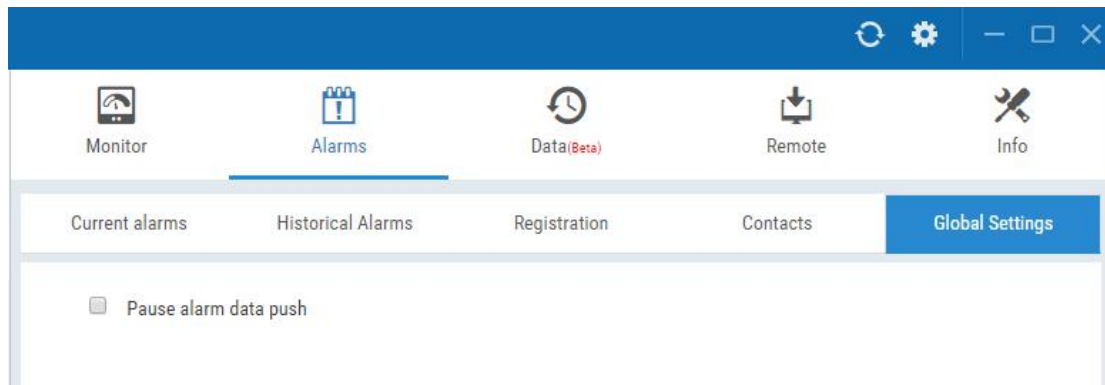 Monitor
Alarms
Data(Beta)
Remote
Info
Current alarms
Historical Alarms
Registration
Contacts
Global Settings
Pause alarm data push